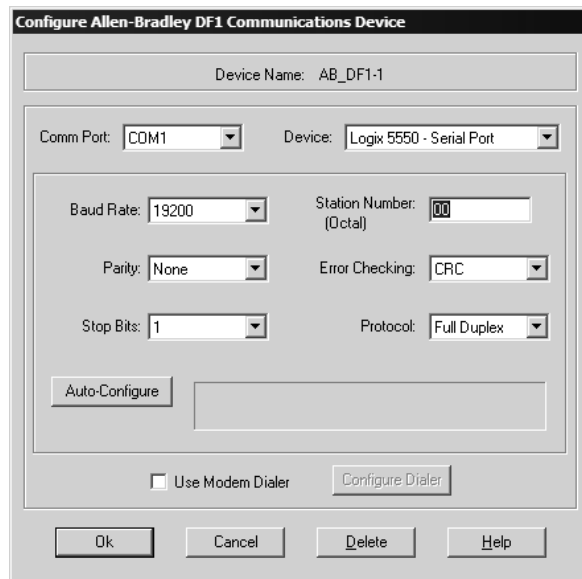 Configure Allen-Bradley DF1 Communications Device
Device Name: AB_DF1-1
Comm Port: COM1 Device: Logix 5550 - Serial Port
Baud Rate: 19200 Station Number: 00
(Octal)
Parity: None Error Checking: CRC
Stop Bits: 1 Protocol: Full Duplex
Auto-Configure
Use Modem Dialer Configure Dialer
Ok Cancel Delete Help